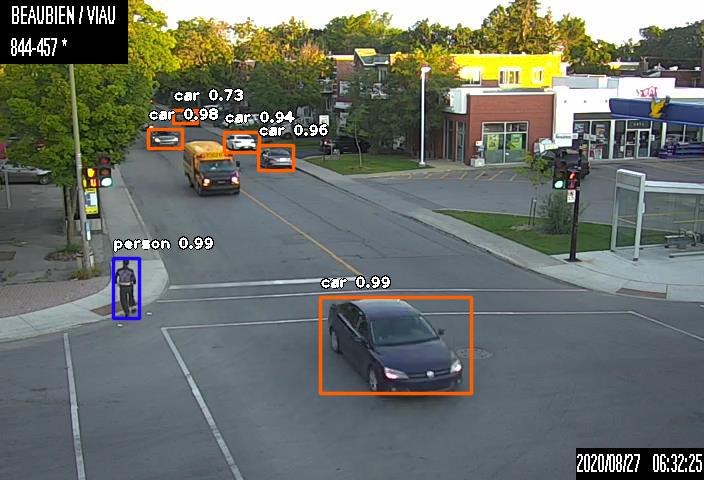 BEAUBIEN / VIAU
844-457 *
car 0.73
car 0.98
car 0.94
car 0.96
person 0.99
car 0.99
2020/08/27 06:32:25